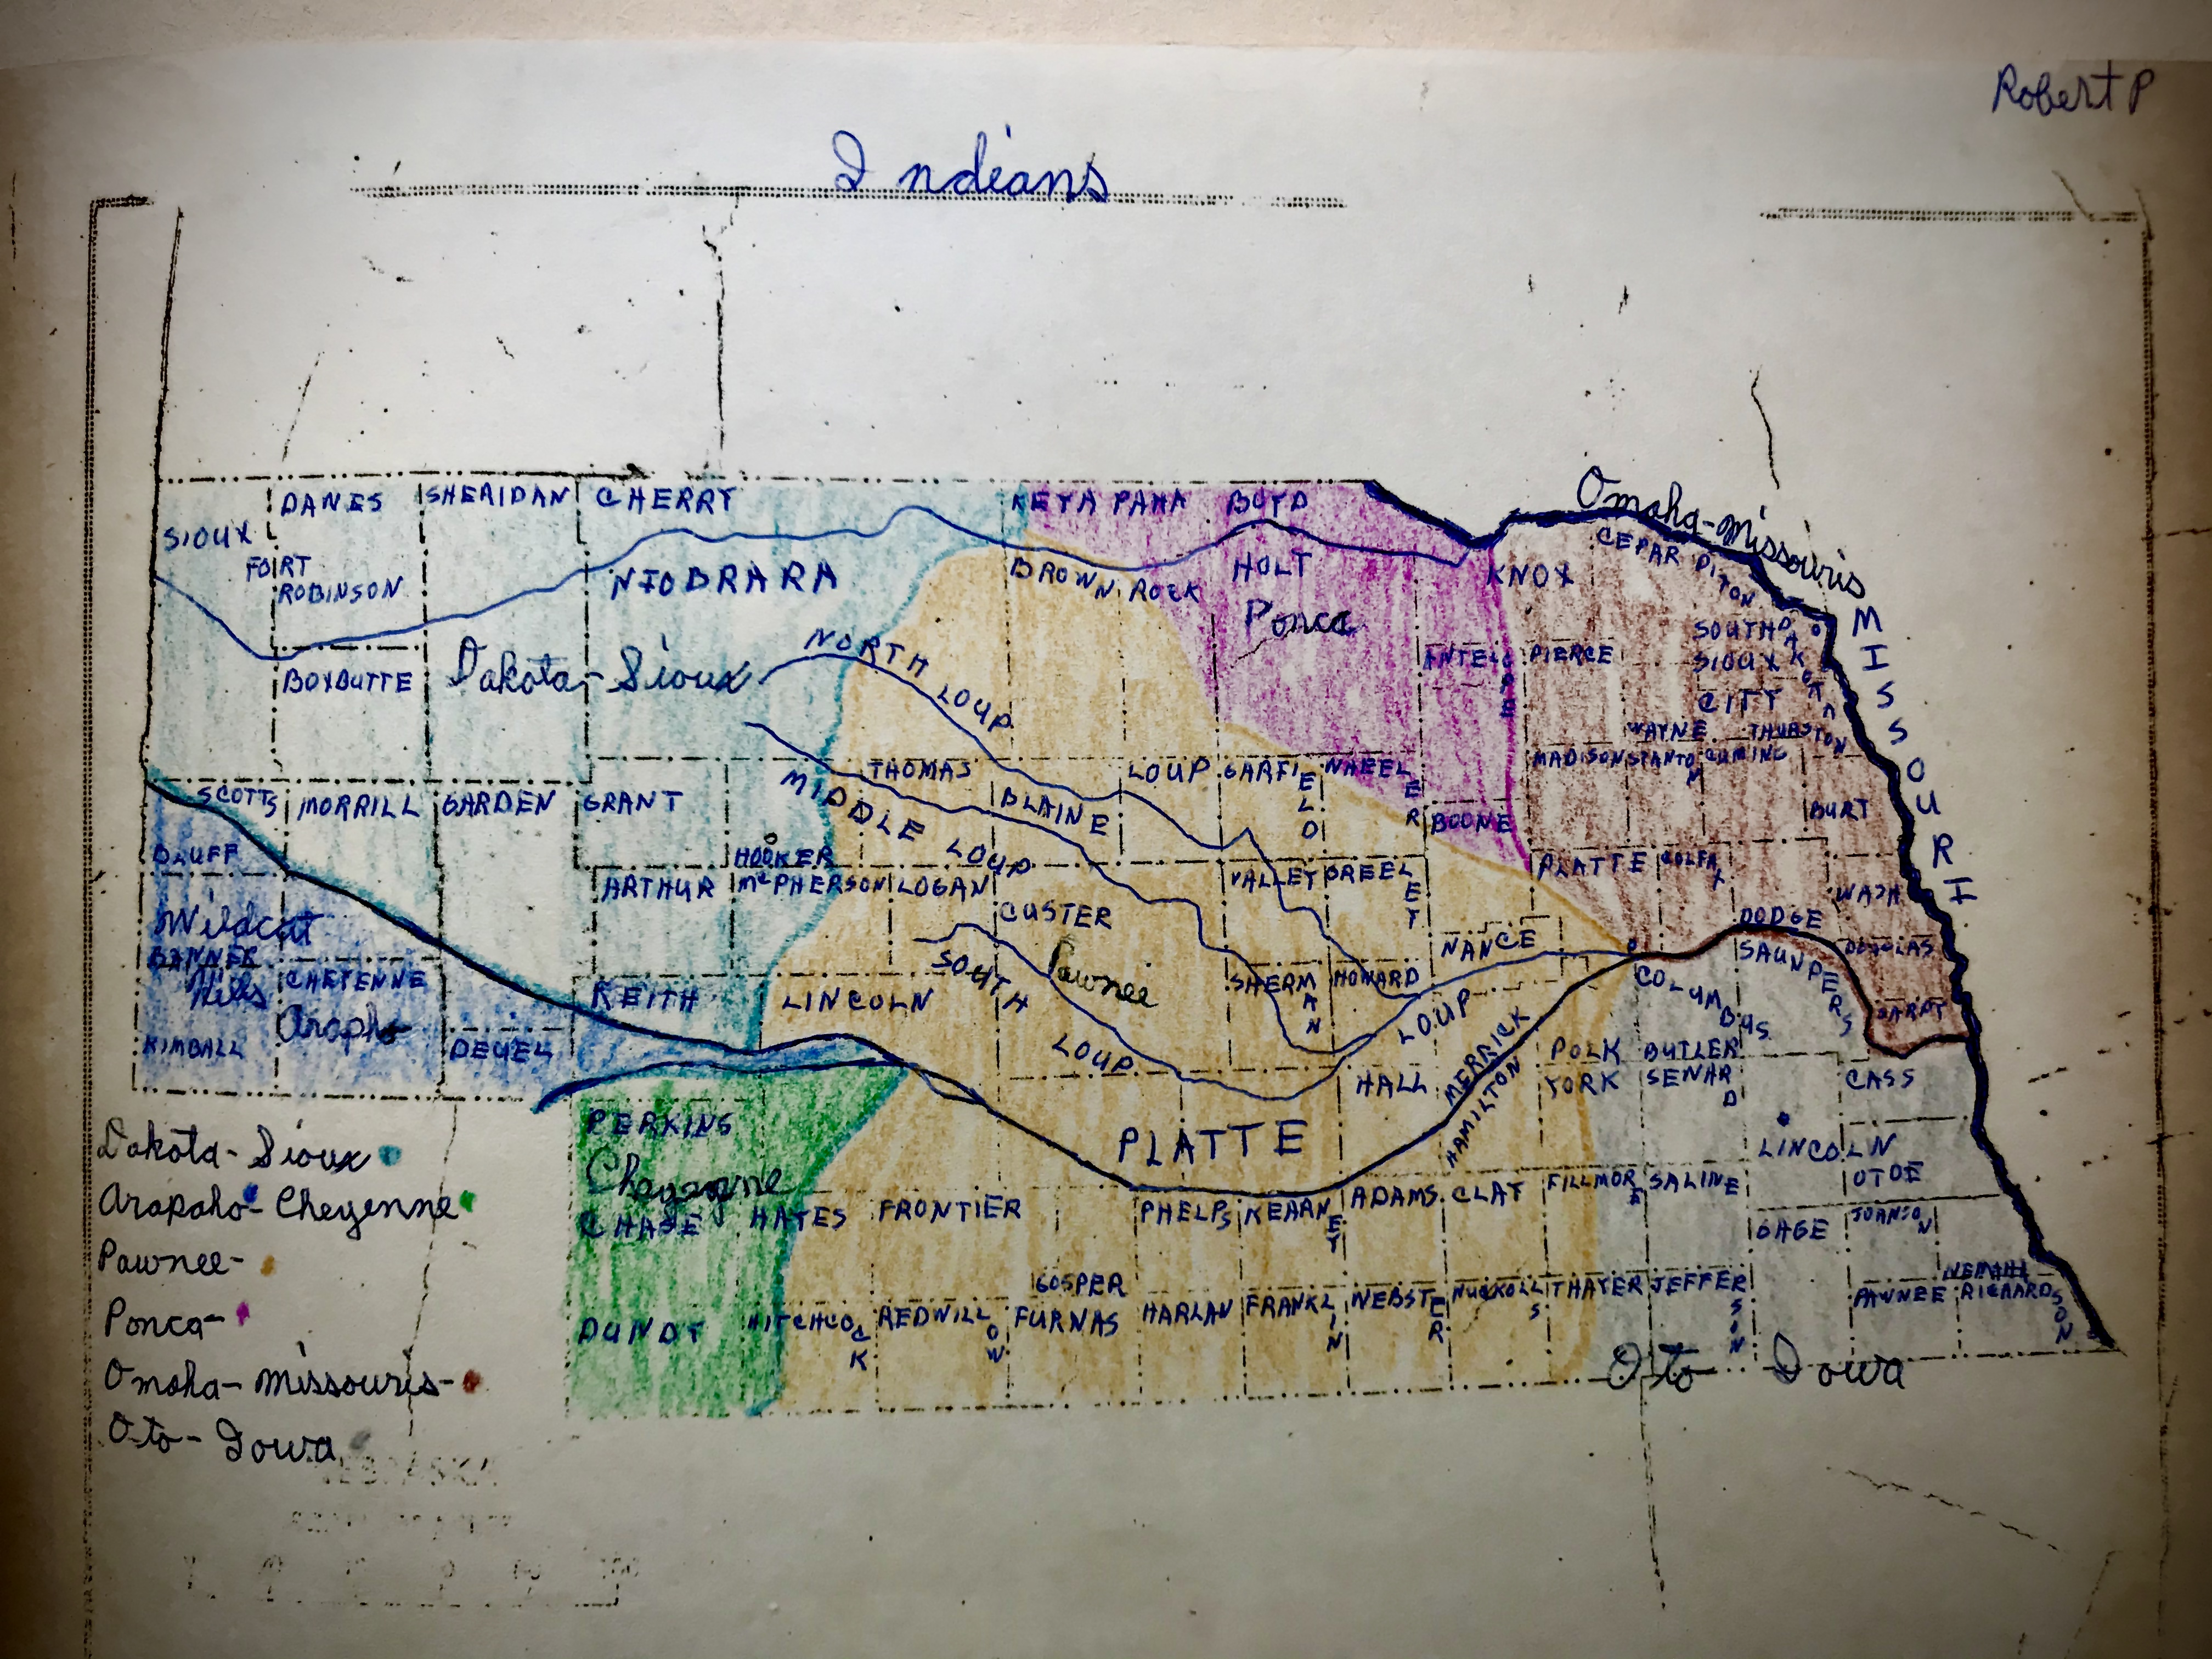 Robert P
Indians
Omaha-Missouris
DANES SHERIDAN CHERRY KEYA PAHA BOYD
SIOUX
FORT
ROBINSON
NIOBRARA
BROWN ROCK HOLT KNOX CEDAR DIXON
Ponca
MISSOURI
NORTH LOUP
BOXBUTTE Dakota-Sioux
ANTELOPE PIERCE
SOUTH
SIOUX
CITY
DAKOTA
WAYNE THURSTON
MADISON STANTON CUMING
SCOTTS MORRILL GARDEN GRANT
BLUFF
HOOKER THOMAS BLAINE LOUP GARFIELD WHEELER BOONE BURT
MIDDLE LOUP
ARTHUR McPHERSON LOGAN
CUSTER
VALLEY GREELEY
PLATTE COLFAX
WASH
Wildcat
BANNER
Hills
CHEYENNE
Arapho
KIMBALL
DEUEL
KEITH LINCOLN
SOUTH LOUP
Pawnee
SHERMAN HOWARD
NANCE
LOUP
DODGE
COLUMBUS
SAUNDERS
DOUGLAS
SARPY
HALL MERRICK
HAMILTON
POLK BUTLER
YORK SEWARD
CASS
LINCOLN
OTOE
PLATTE
PERKINS
Cheyenne
CHASE HAYES FRONTIER
PHELPS KEARNEY ADAMS CLAY FILLMORE SALINE
GAGE JOHNSON
GOSPER
DUNDY HITCHCOCK REDWILLOW FURNAS HARLAN FRANKLIN WEBSTER NUCKOLLS THAYER JEFFERSON
PAWNEE NEMAHA
RICHARDSON
Oto Iowa
Dakota-Sioux
Arapaho-Cheyenne
Pawnee-
Ponca-
Omaha-Missouris-
Oto-Iowa